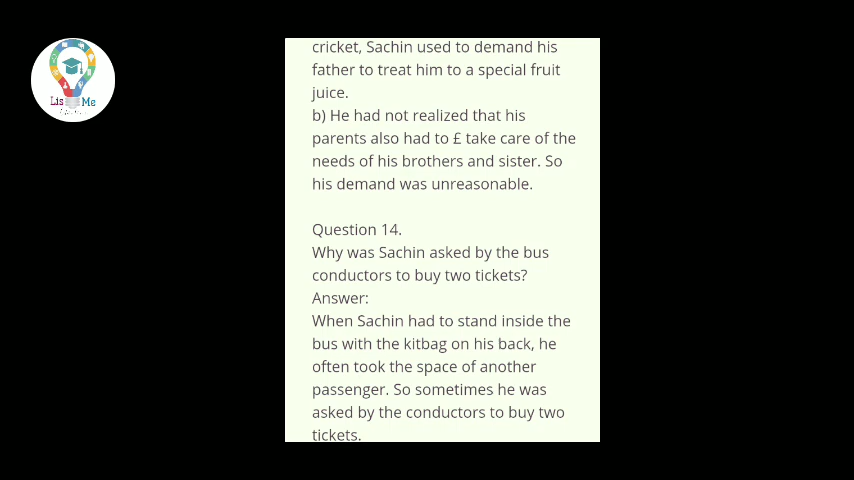 Lis Me
cricket, Sachin used to demand his
father to treat him to a special fruit
juice.
b) He had not realized that his
parents also had to £ take care of the
needs of his brothers and sister. So
his demand was unreasonable.
Question 14.
Why was Sachin asked by the bus
conductors to buy two tickets?
Answer:
When Sachin had to stand inside the
bus with the kitbag on his back, he
often took the space of another
passenger. So sometimes he was
asked by the conductors to buy two
tickets.